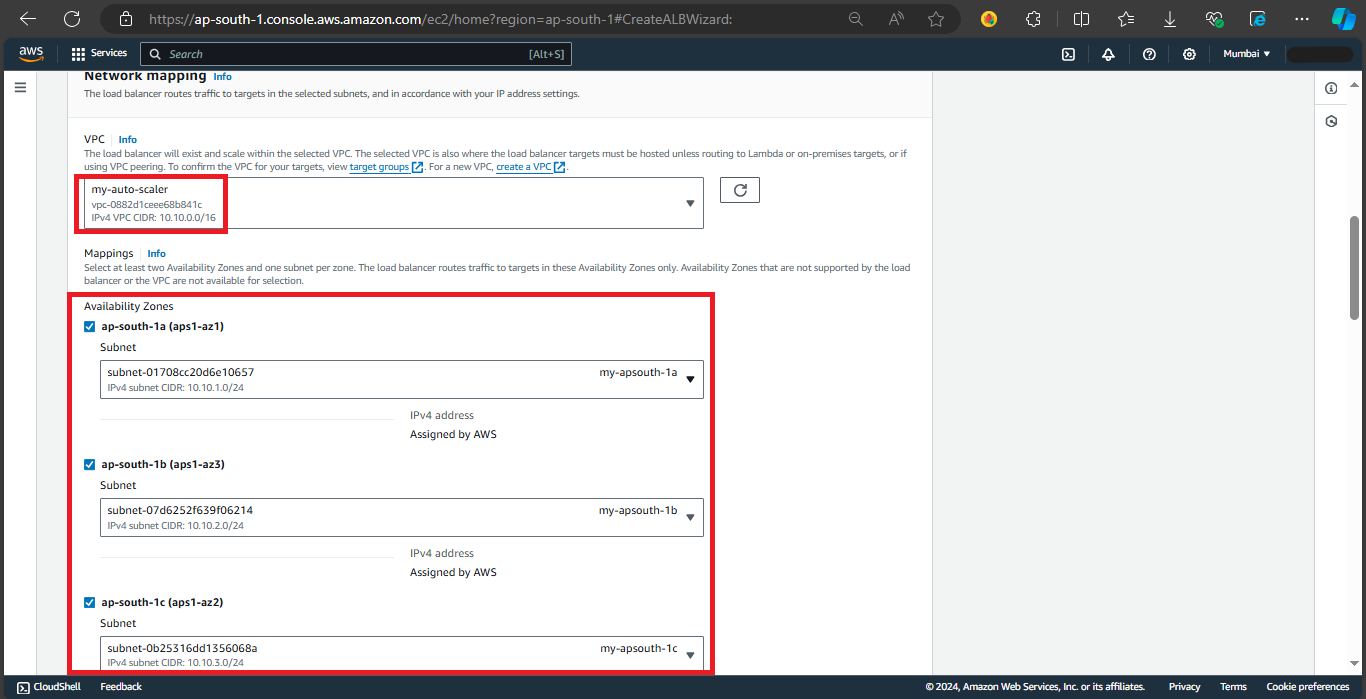 https://ap-south-1.console.aws.amazon.com/ec2/home?region=ap-south-1#CreateALBWizard:
aws
Services
Search
[Alt+S]
Mumbai
Network mapping Info
The load balancer routes traffic to targets in the selected subnets, and in accordance with your IP address settings.
VPC Info
The load balancer will exist and scale within the selected VPC. The selected VPC is also where the load balancer targets must be hosted unless routing to Lambda or on-premises targets, or if
using VPC peering. To confirm the VPC for your targets, view target groups. For a new VPC, create a VPC.
my-auto-scaler
vpc-0882d1ceee68b841c
IPv4 VPC CIDR: 10.10.0.0/16
Mappings Info
Select at least two Availability Zones and one subnet per zone. The load balancer routes traffic to targets in these Availability Zones only. Availability Zones that are not supported by the load
balancer or the VPC are not available for selection.
Availability Zones
ap-south-1a (aps1-az1)
Subnet
subnet-01708cc20d6e10657 my-apsouth-1a
IPv4 subnet CIDR: 10.10.1.0/24
IPv4 address
Assigned by AWS
ap-south-1b (aps1-az3)
Subnet
subnet-07d6252f639f06214 my-apsouth-1b
IPv4 subnet CIDR: 10.10.2.0/24
IPv4 address
Assigned by AWS
ap-south-1c (aps1-az2)
Subnet
subnet-0b25316dd1356068a my-apsouth-1c
IPv4 subnet CIDR: 10.10.3.0/24
CloudShell Feedback © 2024, Amazon Web Services, Inc. or its affiliates. Privacy Terms Cookie preferences